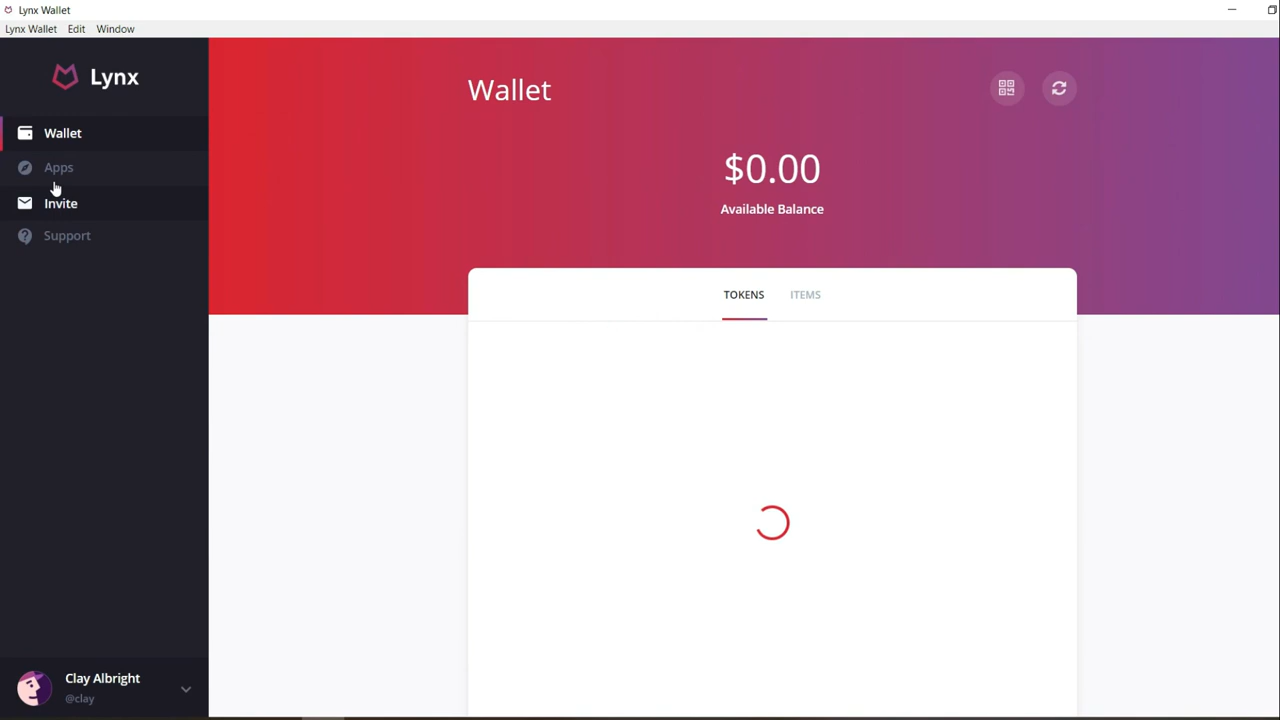 Lynx Wallet
Lynx Wallet Edit Window
Lynx
Wallet
Apps
Invite
Support
Clay Albright
@clay
Wallet
$0.00
Available Balance
TOKENS ITEMS